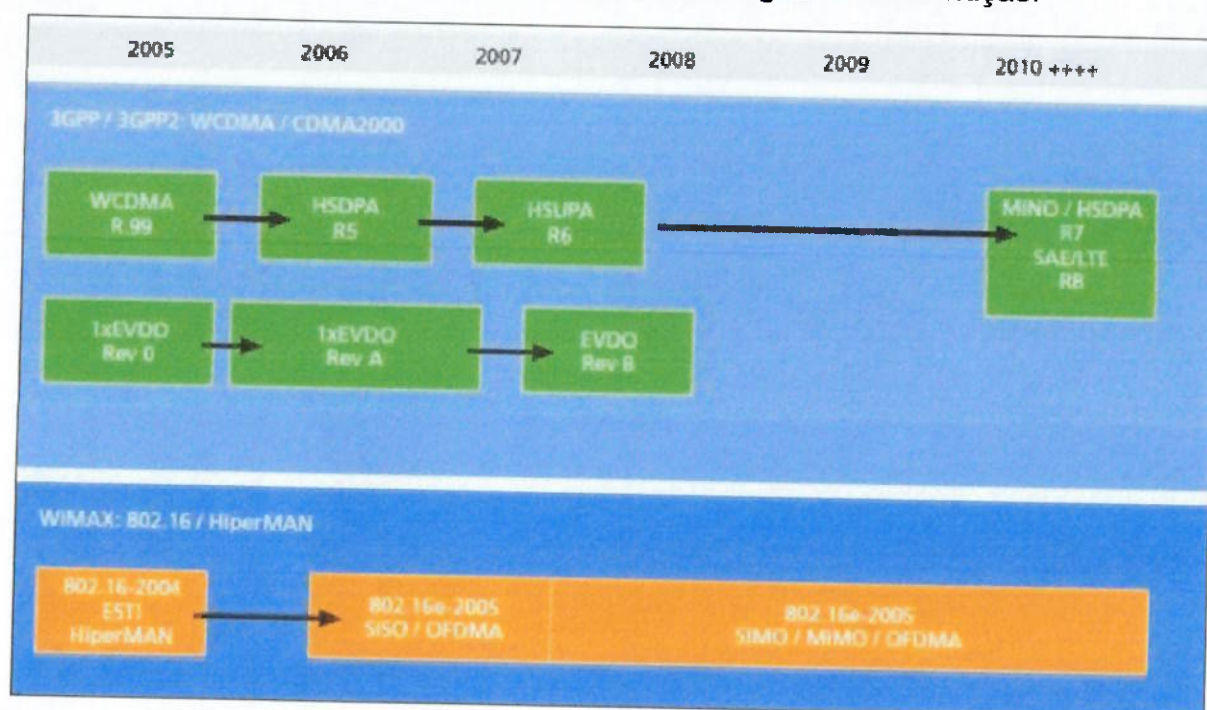 2005 2006 2007 2008 2009 2010 ++++
3GPP / 3GPP2: WCDMA / CDMA2000
WCDMA
R.99
HSDPA
R5
HSUPA
R6
MINO / HSDPA
R7
SAE/LTE
R8
1xEVDO
Rev 0
1xEVDO
Rev A
EVDO
Rev B
WiMAX: 802.16 / HiperMAN
802.16-2004
ESTI
HiperMAN
802.16e-2005
SISO / OFDMA
802.16e-2005
SIMO / MIMO / OFDMA